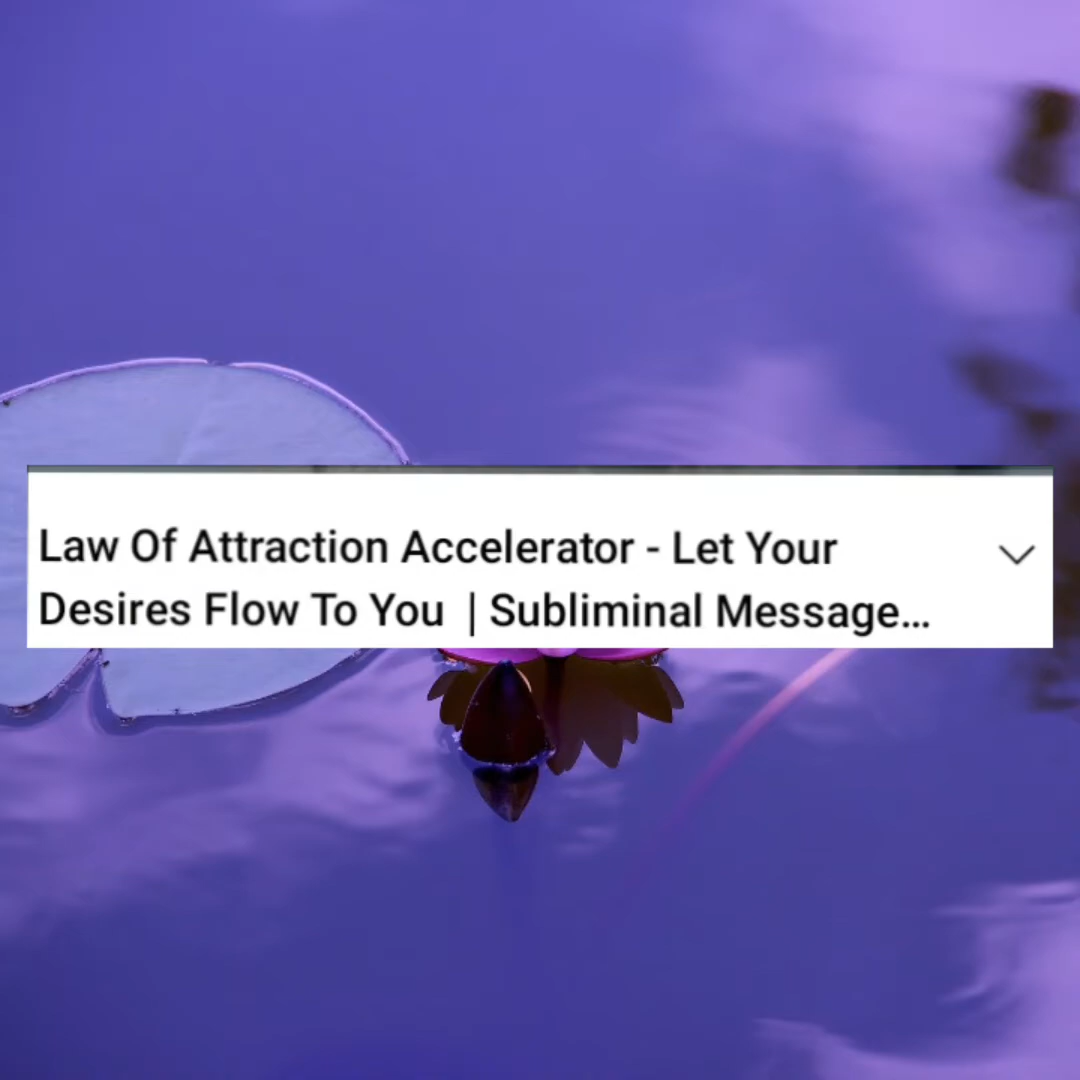 Law Of Attraction Accelerator - Let Your
Desires Flow To You | Subliminal Message...